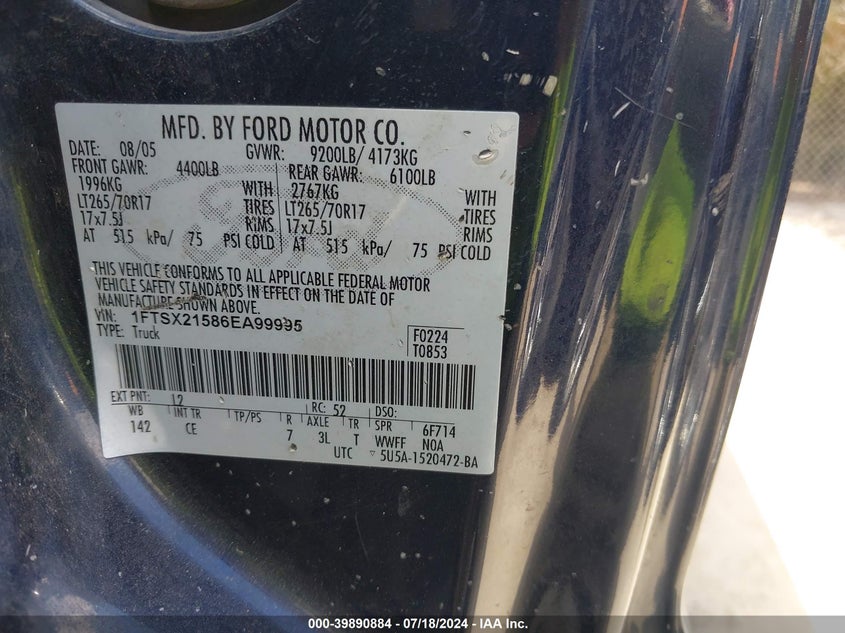 MFD. BY FORD MOTOR CO.
DATE: 08/05 GVWR: 9200LB/ 4173KG
FRONT GAWR: 4400LB REAR GAWR: 6100LB
1996KG WITH 2767KG WITH
LT265/70R17 TIRES LT265/70R17 TIRES
17x7.5J RIMS 17x7.5J RIMS
AT 515 kPa/ 75 PSI COLD AT 515 kPa/ 75 PSI COLD
THIS VEHICLE CONFORMS TO ALL APPLICABLE FEDERAL MOTOR
VEHICLE SAFETY STANDARDS IN EFFECT ON THE DATE OF
MANUFACTURE SHOWN ABOVE.
VIN: 1FTSX21586EA99995
TYPE: Truck
F0224
T0853
EXT PNT: 12 RC: 52 DSO:
WB INT TR TP/PS R AXLE TR SPR 6F714
142 CE 7 3L T WWFF NOA
UTC ▽ 5U5A-1520472-BA
000-39890884 / 07/18/2024 / © IAA Inc.